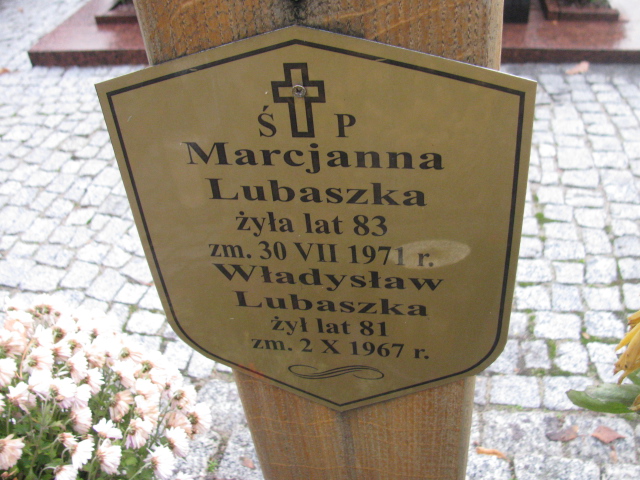 Ś P
Marcjanna
Lubaszka
żyła lat 83
zm. 30 VII 1971 r.
Władysław
Lubaszka
żył lat 81
zm. 2 X 1967 r.